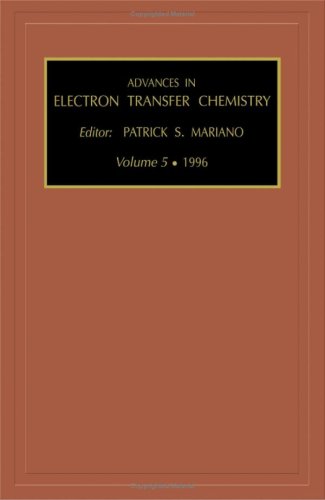 ADVANCES IN
ELECTRON TRANSFER CHEMISTRY
Editor: PATRICK S. MARIANO
Volume 5 • 1996